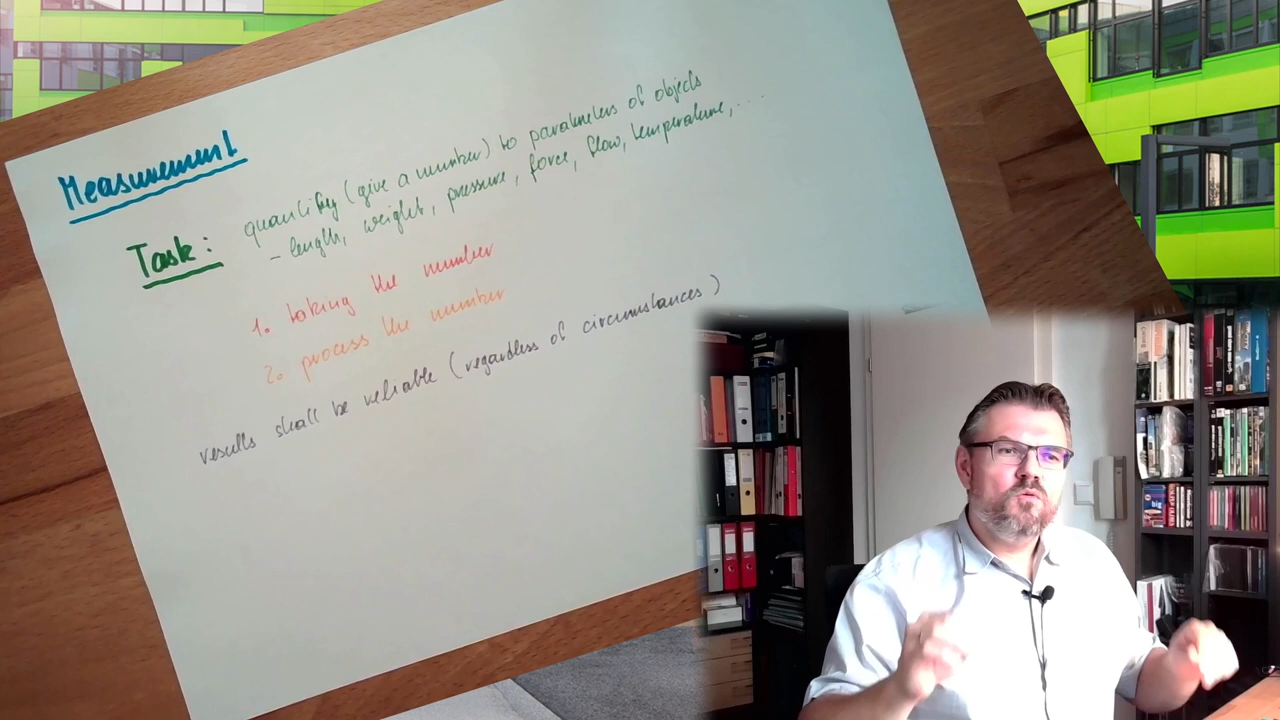 Measurement
Task: quantify (give a number) to parameters of objects
- length, weight, pressure, force, flow, temperature, ....
1. taking the number
2. process the number
results shall be reliable (regardless of circumstances)
big